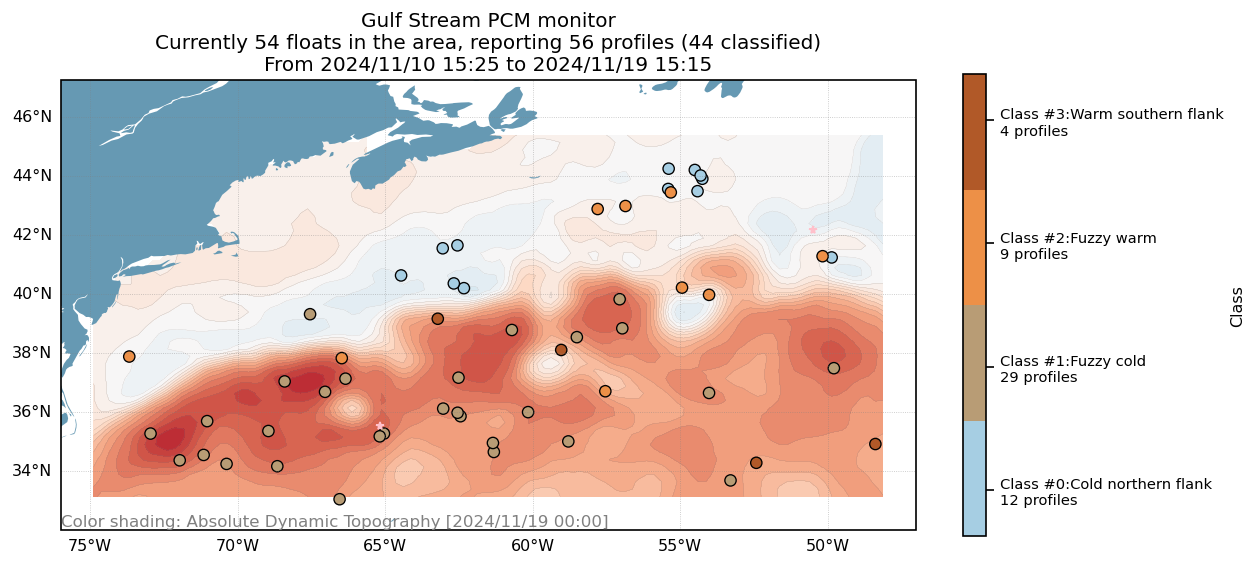 Gulf Stream PCM monitor
Currently 54 floats in the area, reporting 56 profiles (44 classified)
From 2024/11/10 15:25 to 2024/11/19 15:15
46°N
44°N
42°N
40°N
38°N
36°N
34°N
Color shading: Absolute Dynamic Topography [2024/11/19 00:00]
75°W
70°W
65°W
60°W
55°W
50°W
Class #3:Warm southern flank
4 profiles
Class #2:Fuzzy warm
9 profiles
Class #1:Fuzzy cold
29 profiles
Class #0:Cold northern flank
12 profiles
Class